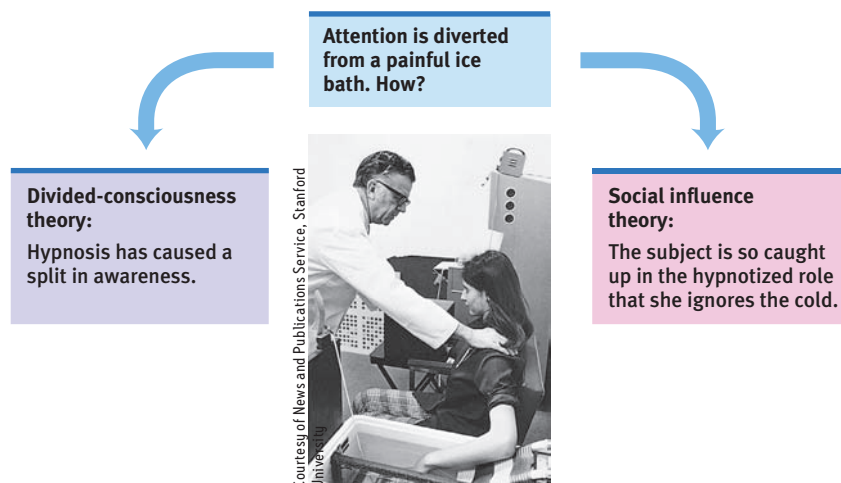 Attention is diverted
from a painful ice
bath. How?
Divided-consciousness
theory:
Hypnosis has caused a
split in awareness.
Social influence
theory:
The subject is so caught
up in the hypnotized role
that she ignores the cold.
ourtesy of News and Publications Service, Stanford
University